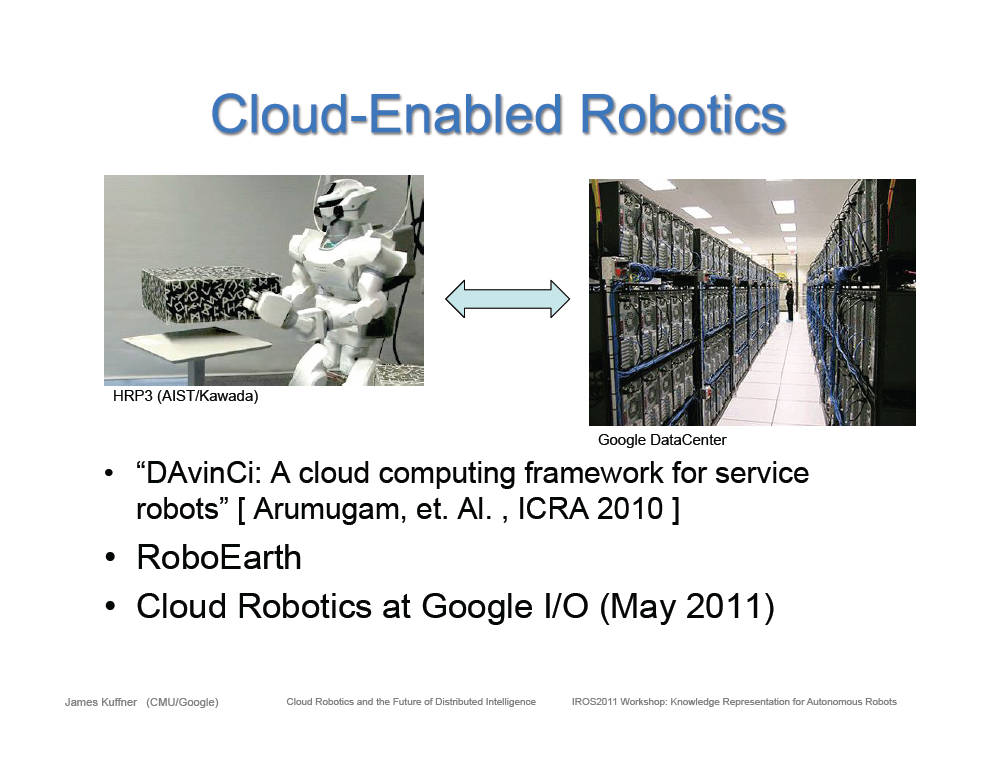 Cloud-Enabled Robotics
HRP3 (AIST/Kawada)
Google DataCenter
• “DAvinCi: A cloud computing framework for service
robots” [ Arumugam, et. Al. , ICRA 2010 ]
• RoboEarth
• Cloud Robotics at Google I/O (May 2011)
James Kuffner (CMU/Google) Cloud Robotics and the Future of Distributed Intelligence IROS2011 Workshop: Knowledge Representation for Autonomous Robots